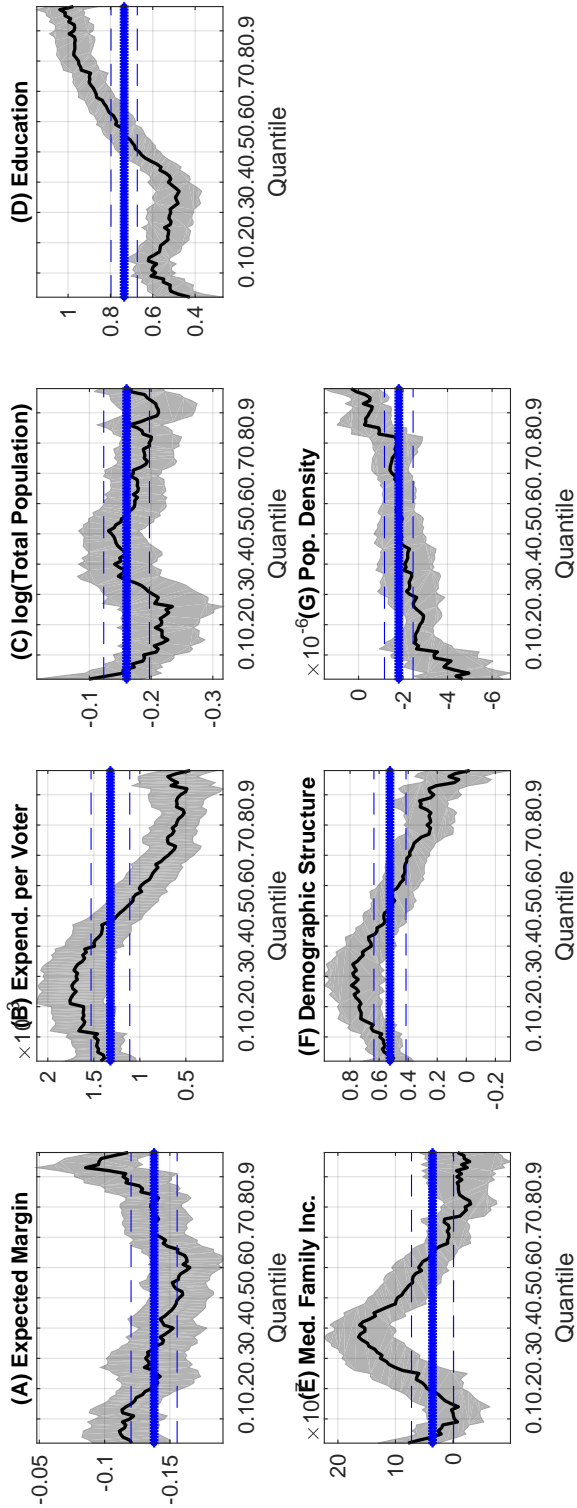 (A) Expected Margin
-0.05
-0.1
-0.15
0.10.20.30.40.50.60.70.80.9
Quantile
(B) Expend. per Voter
×10
2
1.5
1
0.5
0.10.20.30.40.50.60.70.80.9
Quantile
(C) log(Total Population)
-0.1
-0.2
-0.3
0.10.20.30.40.50.60.70.80.9
Quantile
(D) Education
1
0.8
0.6
0.4
0.10.20.30.40.50.60.70.80.9
Quantile
×10
(E) Med. Family Inc.
20
10
0
0.10.20.30.40.50.60.70.80.9
Quantile
(F) Demographic Structure
0.8
0.6
0.4
0.2
0
-0.2
0.10.20.30.40.50.60.70.80.9
Quantile
×10⁻⁶
(G) Pop. Density
0
-2
-4
-6
0.10.20.30.40.50.60.70.80.9
Quantile